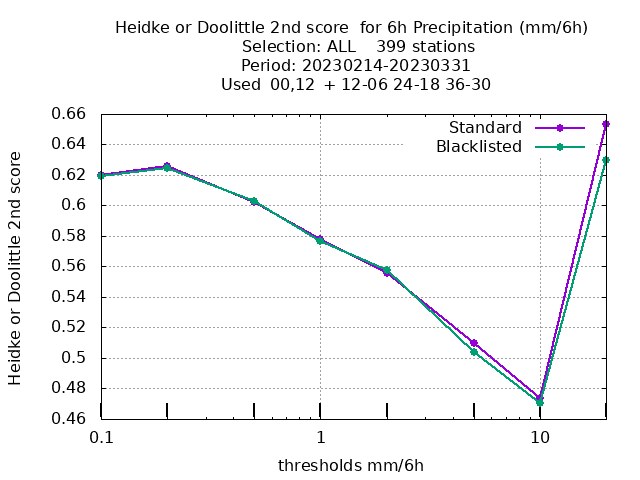 Heidke or Doolittle 2nd score  for 6h Precipitation (mm/6h)
Selection: ALL    399 stations
Period: 20230214-20230331
Used  00,12  + 12-06 24-18 36-30
Standard
Blacklisted
Heidke or Doolittle 2nd score
0.66
0.64
0.62
0.6
0.58
0.56
0.54
0.52
0.5
0.48
0.46
0.1
1
10
thresholds mm/6h